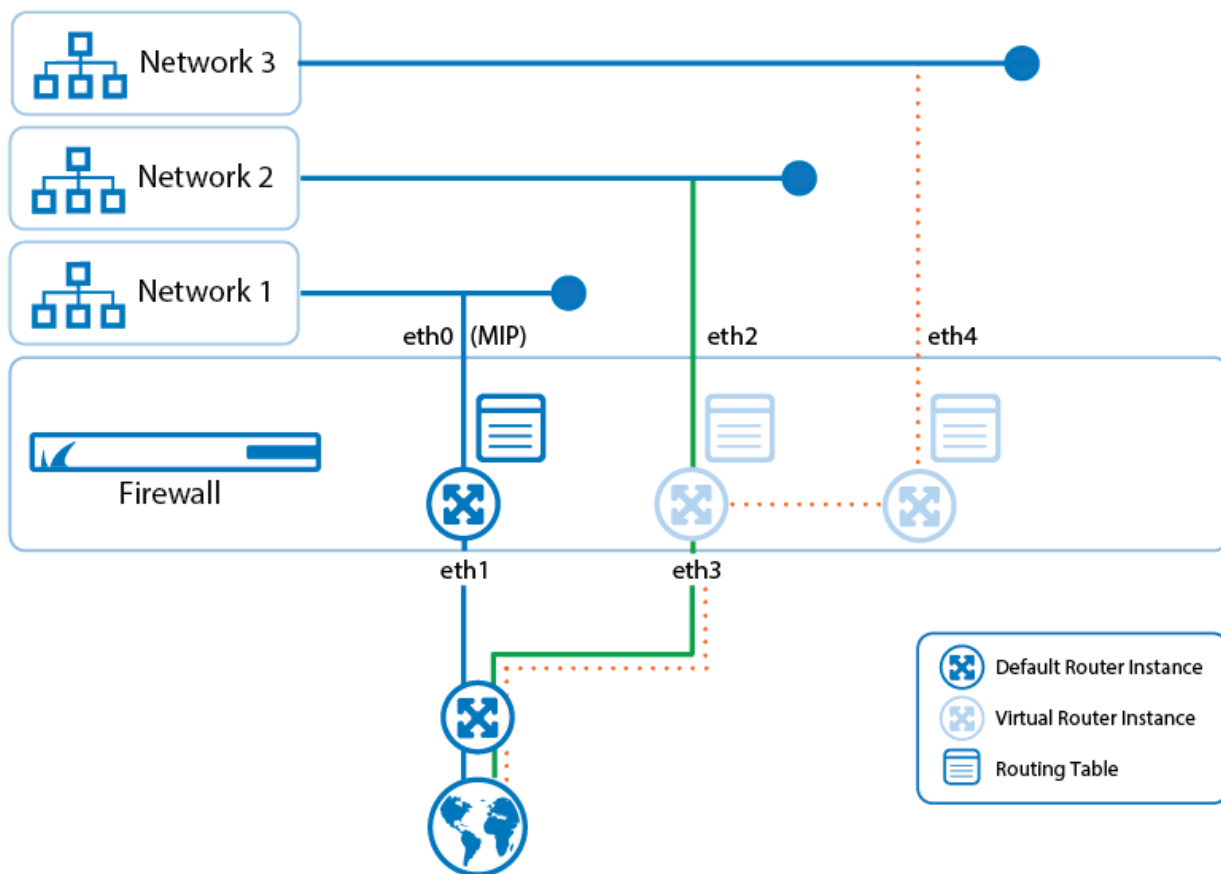 Network 3
Network 2
Network 1
eth0 (MIP)
eth2
eth4
Firewall
eth1
eth3
Default Router Instance
Virtual Router Instance
Routing Table